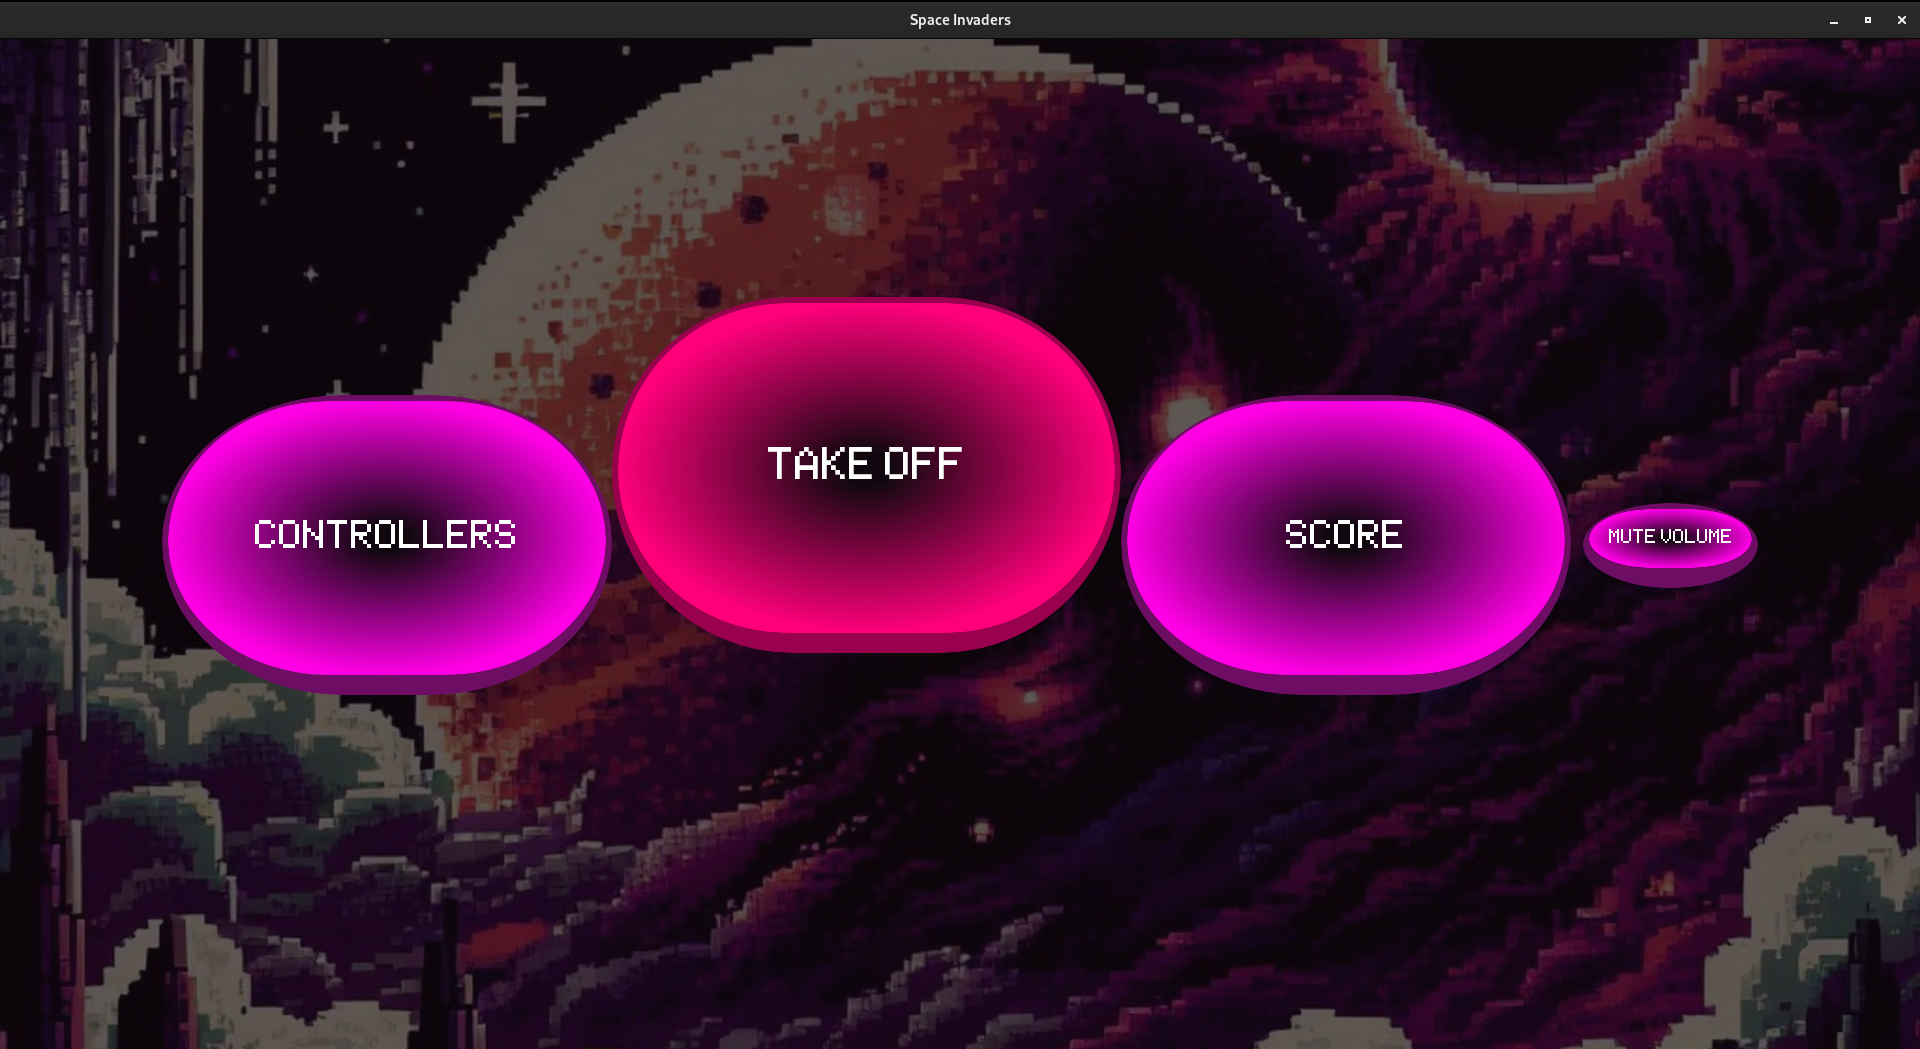 Space Invaders
CONTROLLERS
TAKE OFF
SCORE
MUTE VOLUME